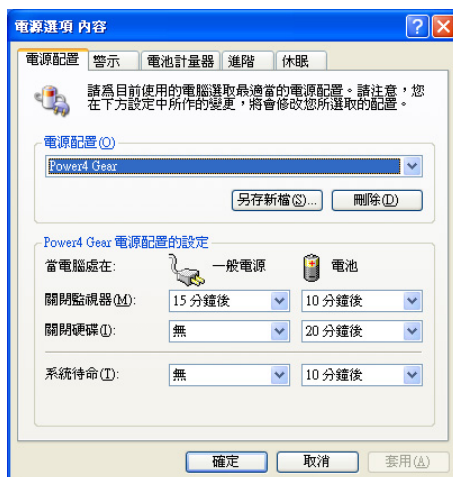 電源選項 內容
電源配置 警示 電池計量器 進階 休眠
請為目前使用的電腦選取最適當的電源配置。請注意，您
在下方設定中所作的變更，將會修改您所選取的配置。
電源配置(O)
Power4 Gear
另存新檔(S)... 刪除(D)
Power4 Gear 電源配置的設定
當電腦處在: 一般電源 電池
關閉監視器(M): 15 分鐘後 10 分鐘後
關閉硬碟(I): 無 20 分鐘後
系統待命(T): 無 10 分鐘後
確定 取消 套用(A)